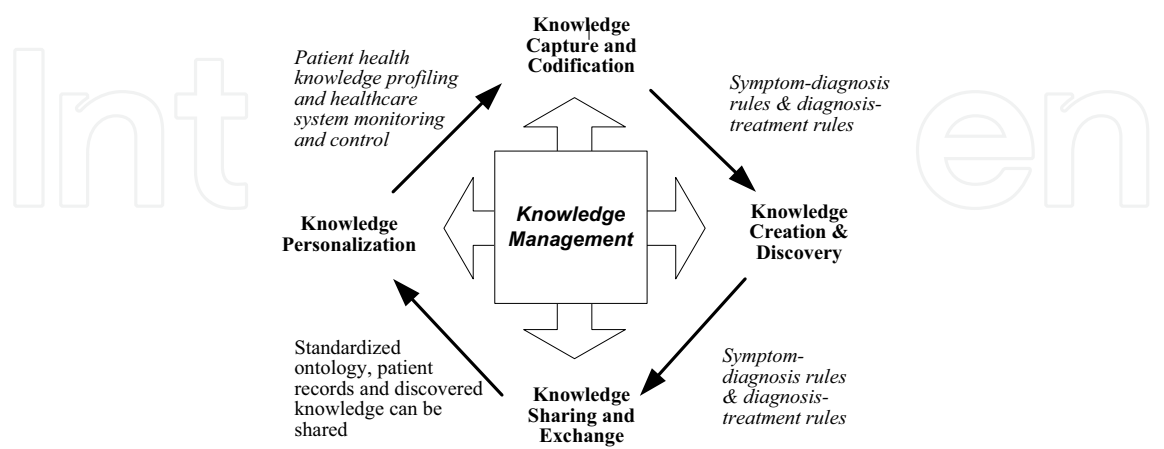 Knowledge
Capture and
Codification
Patient health
knowledge profiling
and healthcare
system monitoring
and control
Symptom-diagnosis
rules & diagnosis-
treatment rules
Knowledge
Personalization
Knowledge
Management
Knowledge
Creation &
Discovery
Standardized
ontology, patient
records and discovered
knowledge can be
shared
Knowledge
Sharing and
Exchange
Symptom-
diagnosis rules
& diagnosis-
treatment rules
Int
en